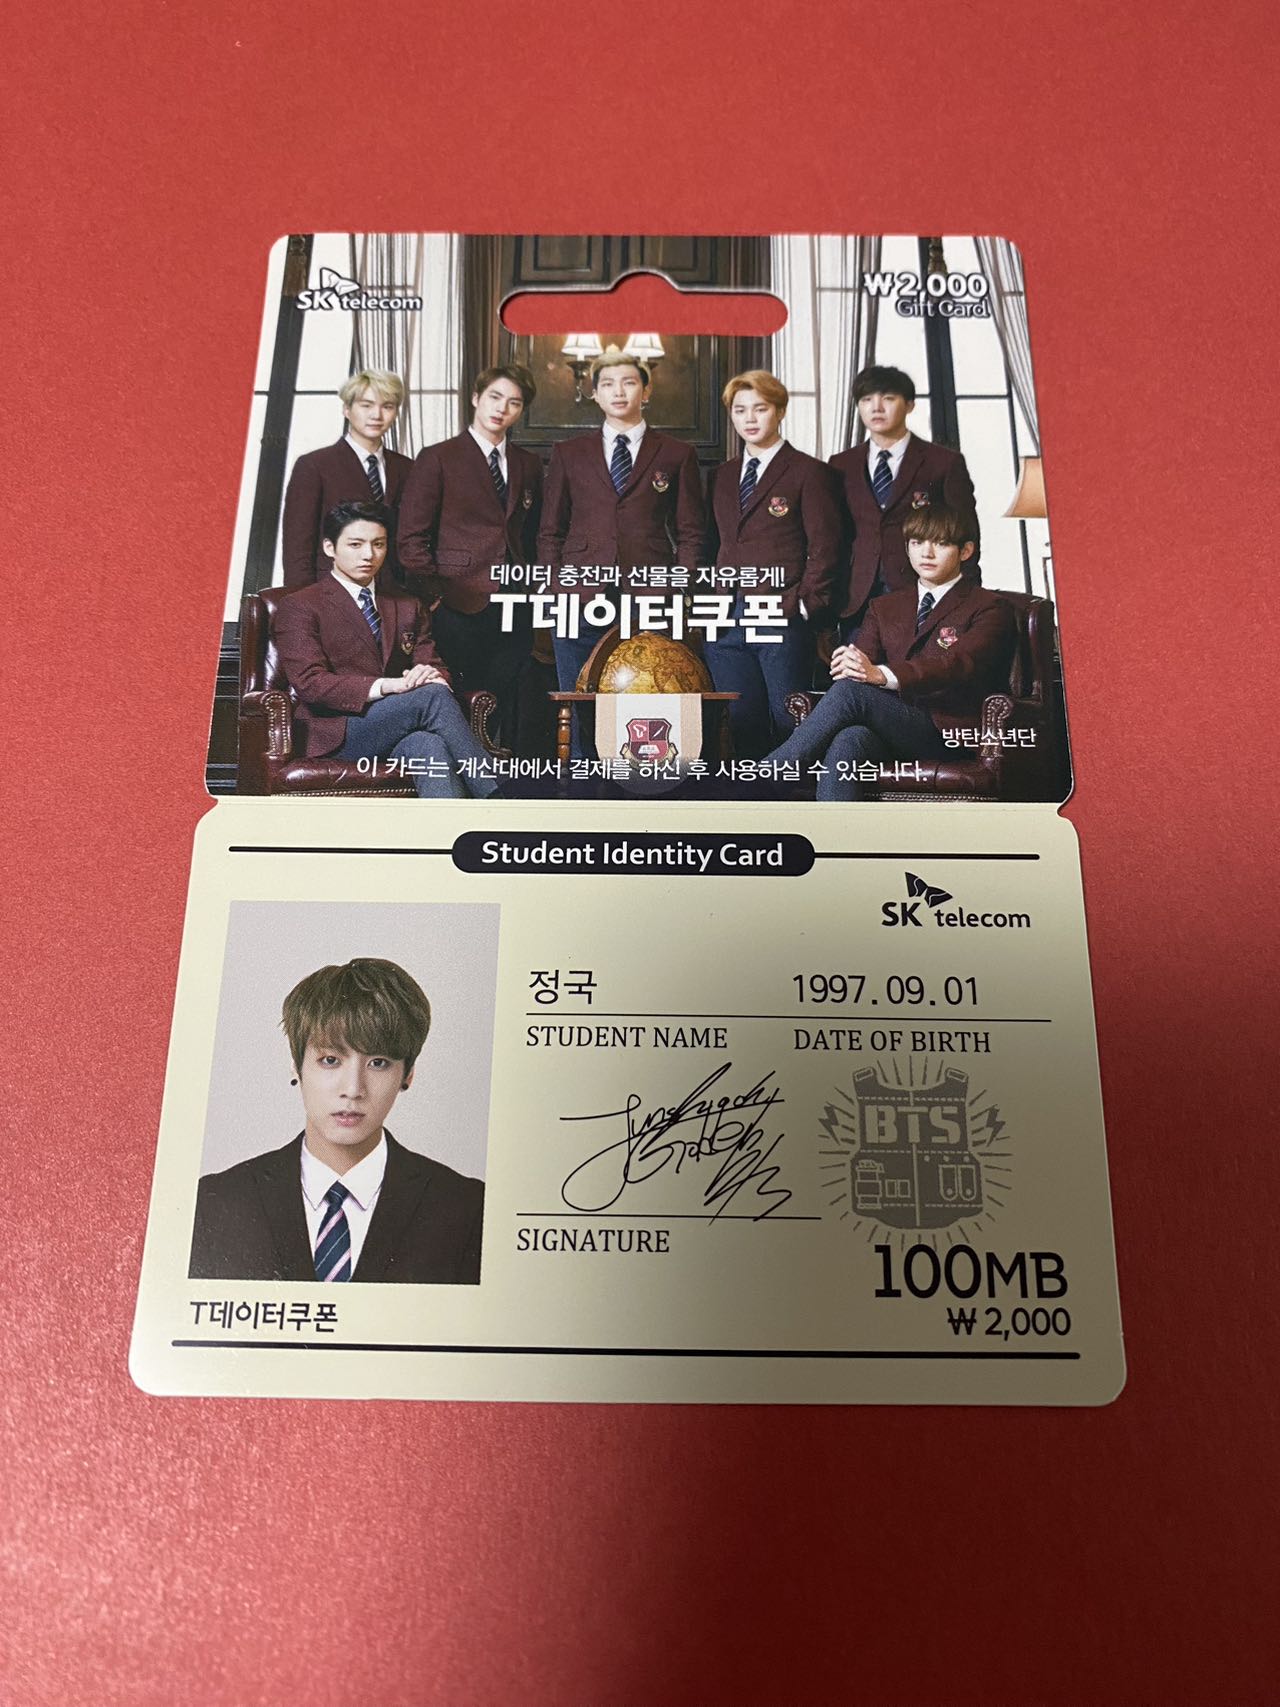 SK telecom
₩2,000
Gift Card
데이터 충전과 선물을 자유롭게!
T데이터쿠폰
방탄소년단
이 카드는 계산대에서 결제를 하신 후 사용하실 수 있습니다.
Student Identity Card
SK telecom
정국 1997.09.01
STUDENT NAME DATE OF BIRTH
BTS
SIGNATURE
100MB
₩2,000
T데이터쿠폰